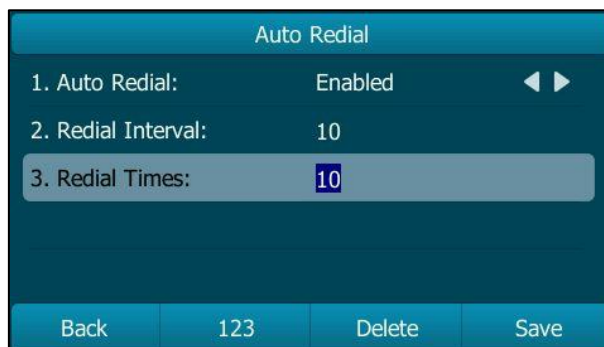 Auto Redial
1. Auto Redial: Enabled
2. Redial Interval: 10
3. Redial Times: 10
Back 123 Delete Save